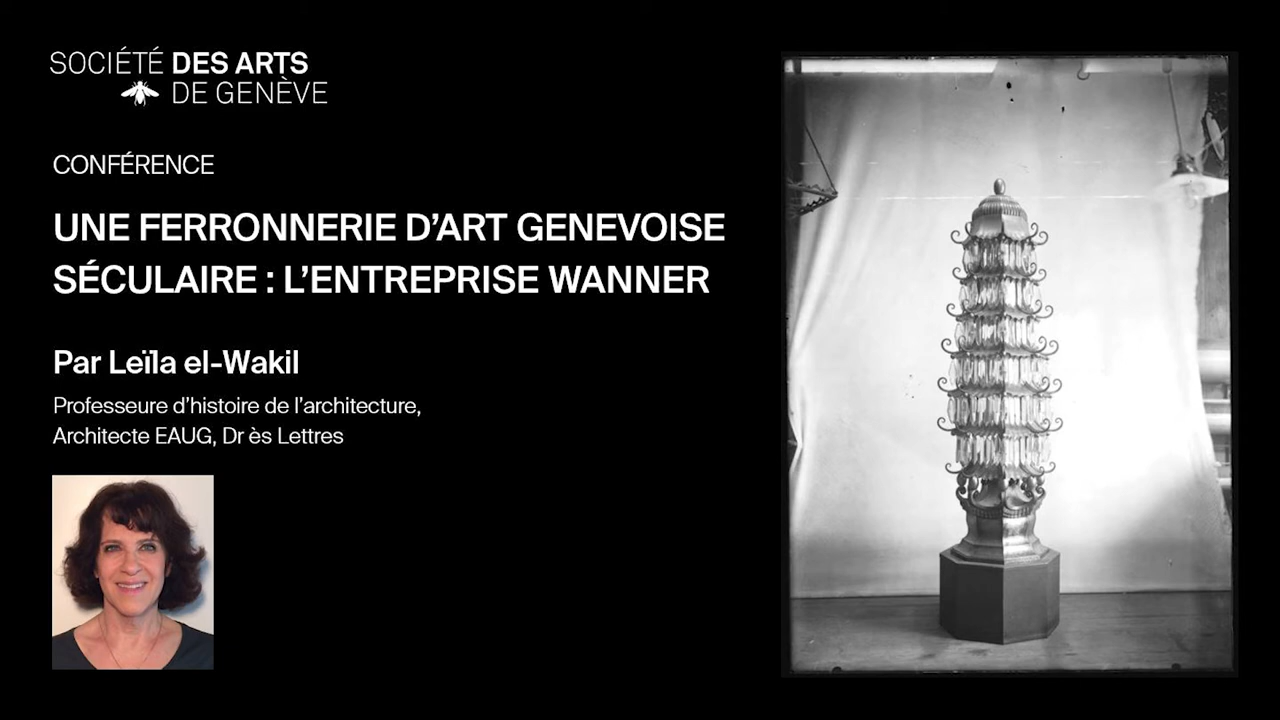 SOCIÉTÉ DES ARTS
DE GENÈVE
CONFÉRENCE
UNE FERRONNERIE D’ART GENEVOISE
SÉCULAIRE : L’ENTREPRISE WANNER
Par Leïla el-Wakil
Professeure d’histoire de l’architecture,
Architecte EAUG, Dr ès Lettres